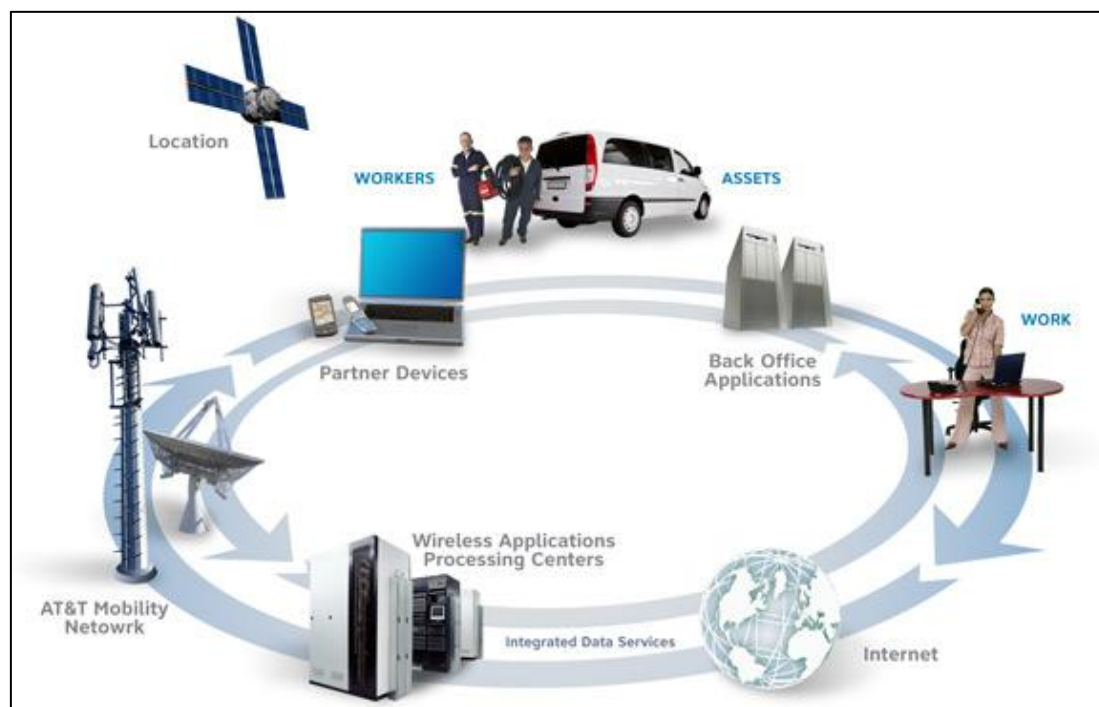 Location
WORKERS
ASSETS
WORK
Partner Devices
Back Office
Applications
Wireless Applications
Processing Centers
AT&T Mobility
Netowrk
Integrated Data Services
Internet